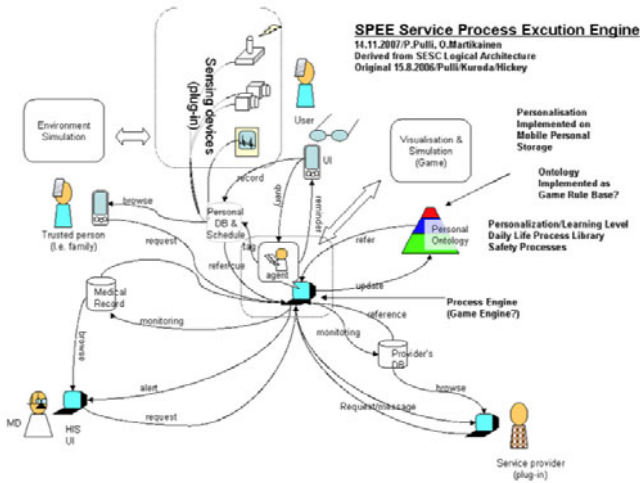 SPEE Service Process Excution Engine
14.11.2007/P.Pulli, O.Martikainen
Derived from SESC Logical Architecture
Original 15.8.2006/Pulli/Kuroda/Hickey
Sensing devices
(plug-in)
User
Environment
Simulation
UI
Visualisation &
Simulation
(Game)
Personalisation
Implemented on
Mobile Personal
Storage
Ontology
Implemented as
Game Rule Base?
Personalization/Learning Level
Daily Life Process Library
Safety Processes
browse
record
query
reminder
Trusted person
(I.e. family)
request
Personal
DB &
Schedule
tag
agent
refer
Personal
Ontology
update
Process Engine
(Game Engine?)
Medical
Record
monitoring
reference
monitoring
Provider's
DB
browse
browse
alert
request
Request/message
MD
HIS
UI
Service provider
(plug-in)